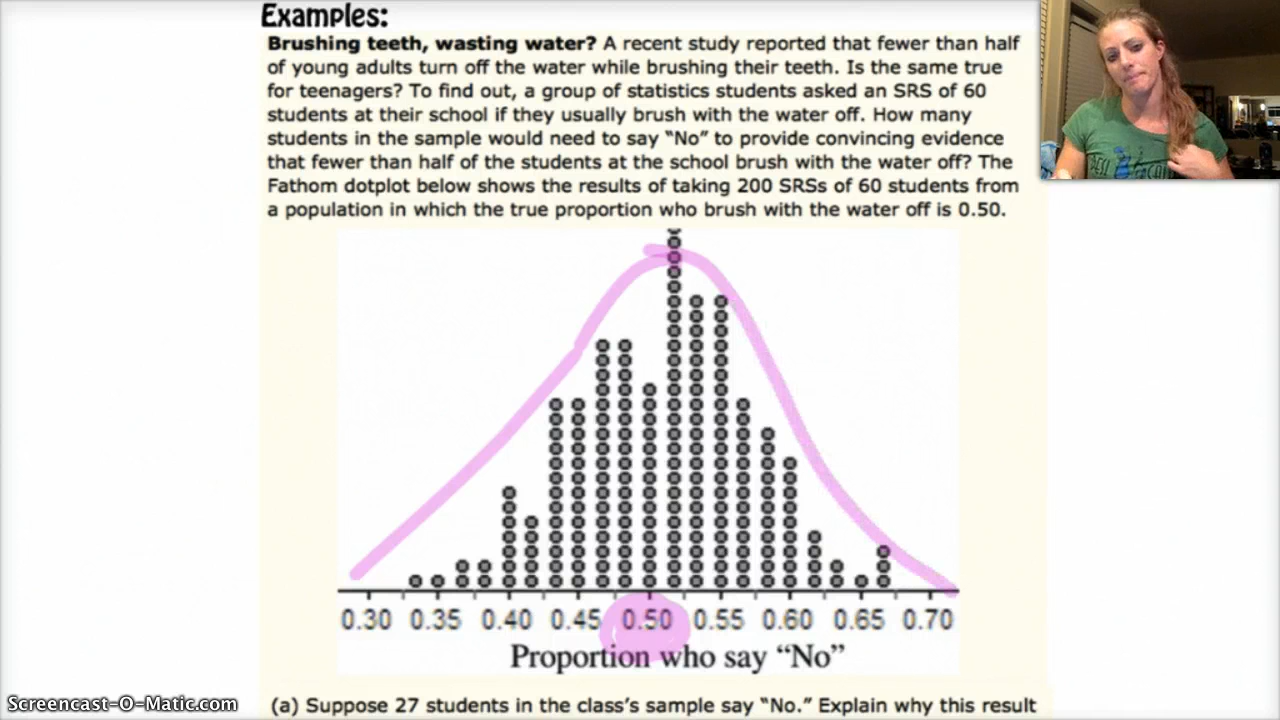 Examples:
Brushing teeth, wasting water? A recent study reported that fewer than half
of young adults turn off the water while brushing their teeth. Is the same true
for teenagers? To find out, a group of statistics students asked an SRS of 60
students at their school if they usually brush with the water off. How many
students in the sample would need to say “No” to provide convincing evidence
that fewer than half of the students at the school brush with the water off? The
Fathom dotplot below shows the results of taking 200 SRSs of 60 students from
a population in which the true proportion who brush with the water off is 0.50.
0.30 0.35 0.40 0.45 0.50 0.55 0.60 0.65 0.70
Proportion who say “No”
(a) Suppose 27 students in the class’s sample say “No.” Explain why this result
Screencast-O-Matic.com